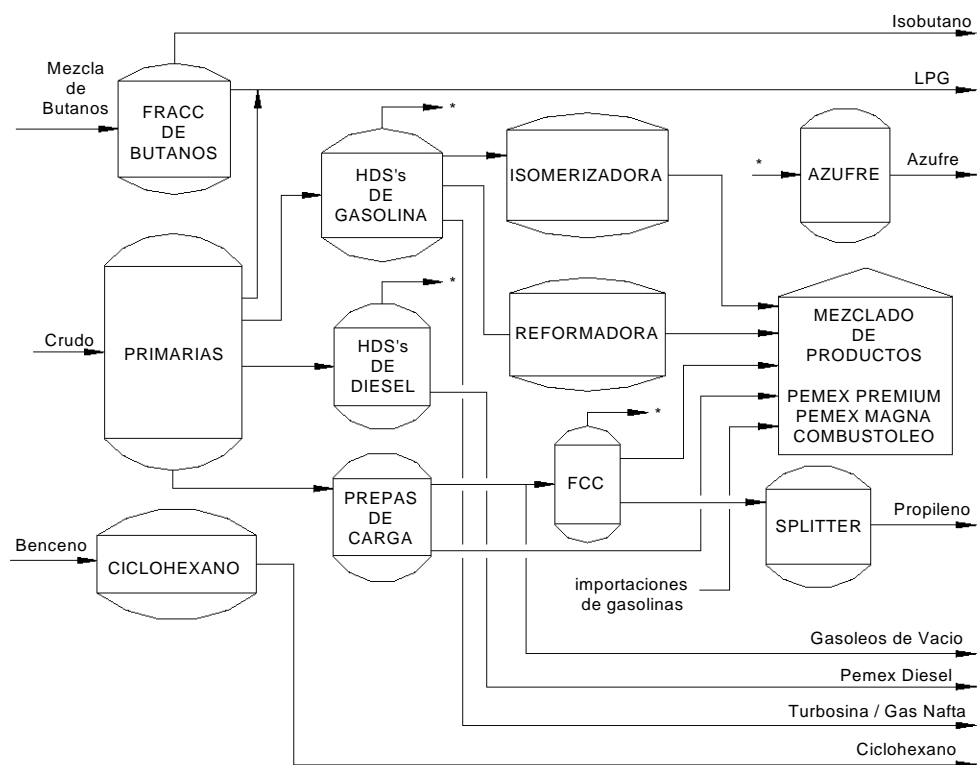 Isobutano
Mezcla
de
Butanos
LPG
FRACC
DE
BUTANOS
*
HDS's
DE
GASOLINA
ISOMERIZADORA
*
AZUFRE
Azufre
*
Crudo
PRIMARIAS
HDS's
DE
DIESEL
REFORMADORA
MEZCLADO
DE
PRODUCTOS
PEMEX PREMIUM
PEMEX MAGNA
COMBUSTOLEO
*
PREPAS
DE
CARGA
FCC
SPLITTER
Propileno
Benceno
CICLOHEXANO
importaciones
de gasolinas
Gasoleos de Vacio
Pemex Diesel
Turbosina / Gas Nafta
Ciclohexano